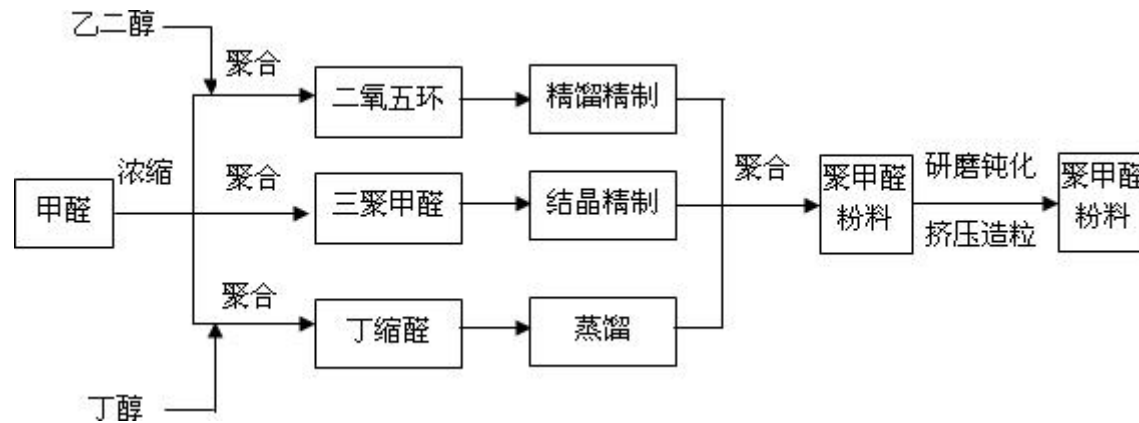 乙二醇
聚合
二氧五环
精馏精制
甲醛
浓缩
聚合
三聚甲醛
结晶精制
聚合
聚甲醛
粉料
研磨钝化
挤压造粒
聚甲醛
粉料
聚合
丁缩醛
蒸馏
丁醇